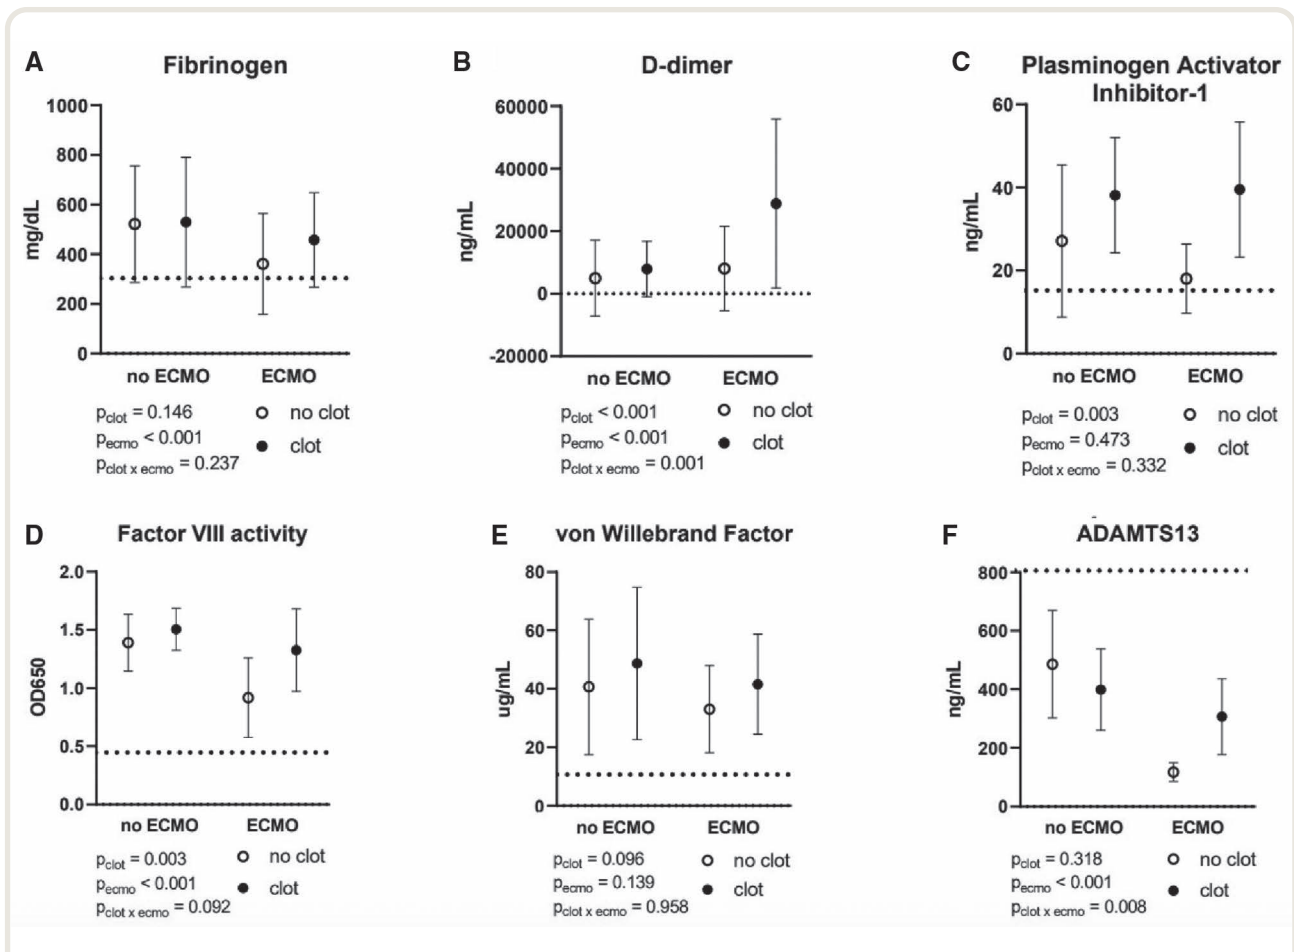 A
Fibrinogen
1000
800
600
400
200
0
mg/dL
no ECMO
ECMO
pclot = 0.146
pecmo < 0.001
pclot x ecmo = 0.237
no clot
clot
B
D-dimer
60000
40000
20000
0
-20000
ng/mL
no ECMO
ECMO
pclot < 0.001
pecmo < 0.001
pclot x ecmo = 0.001
no clot
clot
C
Plasminogen Activator
Inhibitor-1
60
40
20
0
ng/mL
no ECMO
ECMO
pclot = 0.003
pecmo = 0.473
pclot x ecmo = 0.332
no clot
clot
D
Factor VIII activity
2.0
1.5
1.0
0.5
0.0
OD650
no ECMO
ECMO
pclot = 0.003
pecmo < 0.001
pclot x ecmo = 0.092
no clot
clot
E
von Willebrand Factor
80
60
40
20
0
ug/mL
no ECMO
ECMO
pclot = 0.096
pecmo = 0.139
pclot x ecmo = 0.958
no clot
clot
F
ADAMTS13
800
600
400
200
0
ng/mL
no ECMO
ECMO
pclot = 0.318
pecmo < 0.001
pclot x ecmo = 0.008
no clot
clot